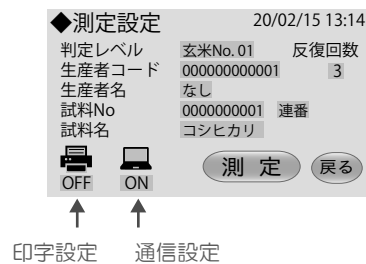 ◆測定設定 20/02/15 13:14
判定レベル 玄米No. 01 反復回数
生産者コード 000000000001 3
生産者名 なし
試料No 0000000001 連番
試料名 コシヒカリ
測 定 戻る
OFF ON
印字設定 通信設定